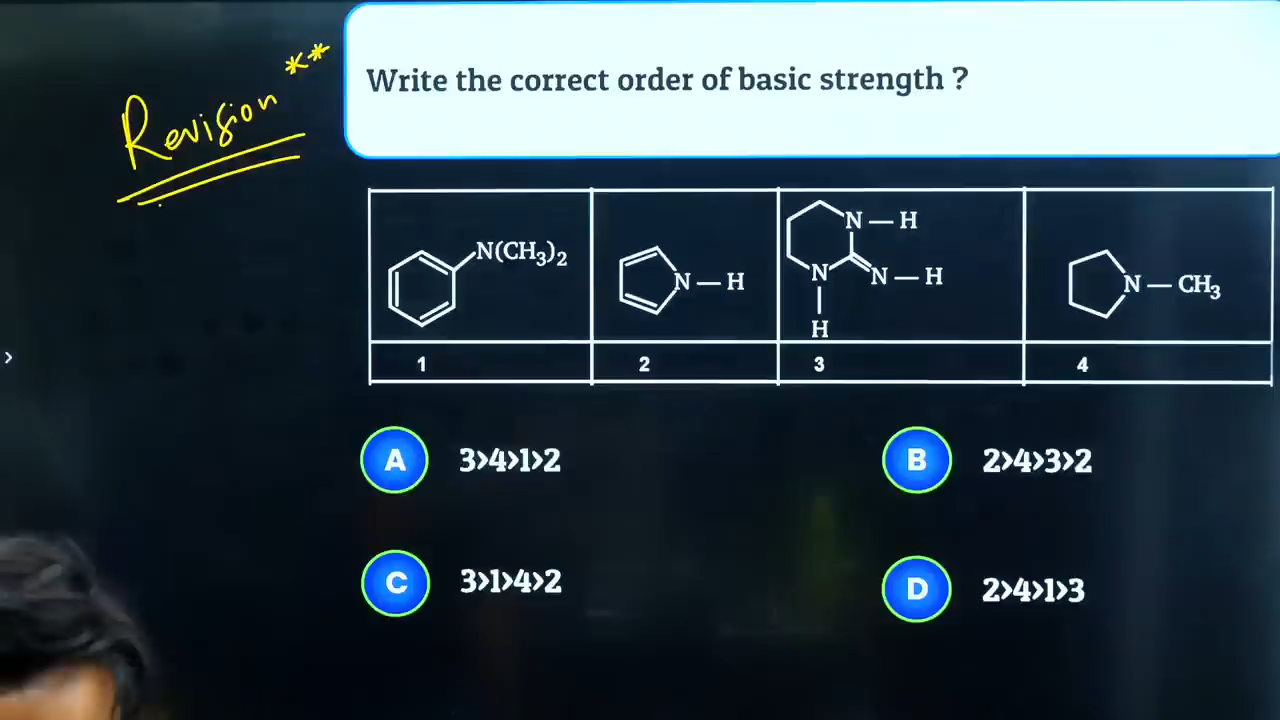 Revision **
Write the correct order of basic strength ?
N(CH₃)₂
N — H
N — H
N — H
N
H
N — CH₃
1 2 3 4
A 3>4>1>2
B 2>4>3>2
C 3>1>4>2
D 2>4>1>3